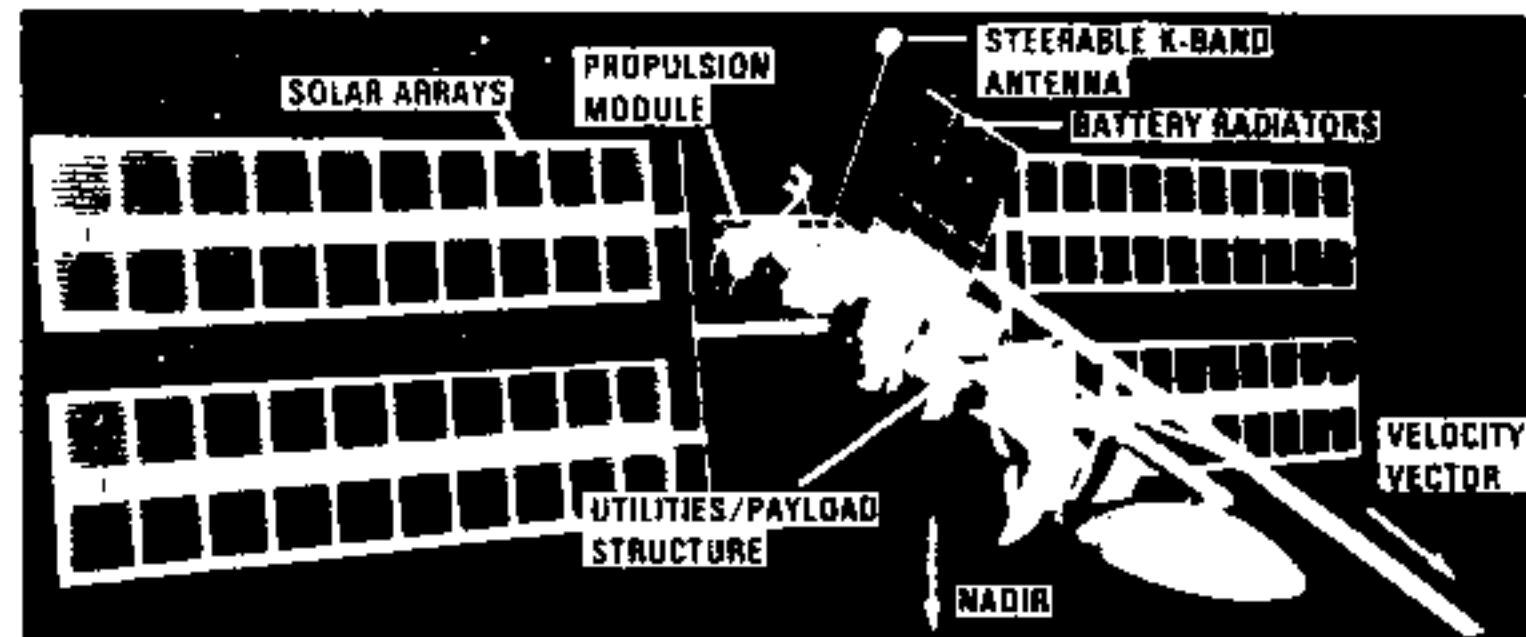 STEERABLE K-BAND
ANTENNA
PROPULSION
MODULE
SOLAR ARRAYS
BATTERY RADIATORS
VELOCITY
VECTOR
UTILITIES/PAYLOAD
STRUCTURE
NADIR